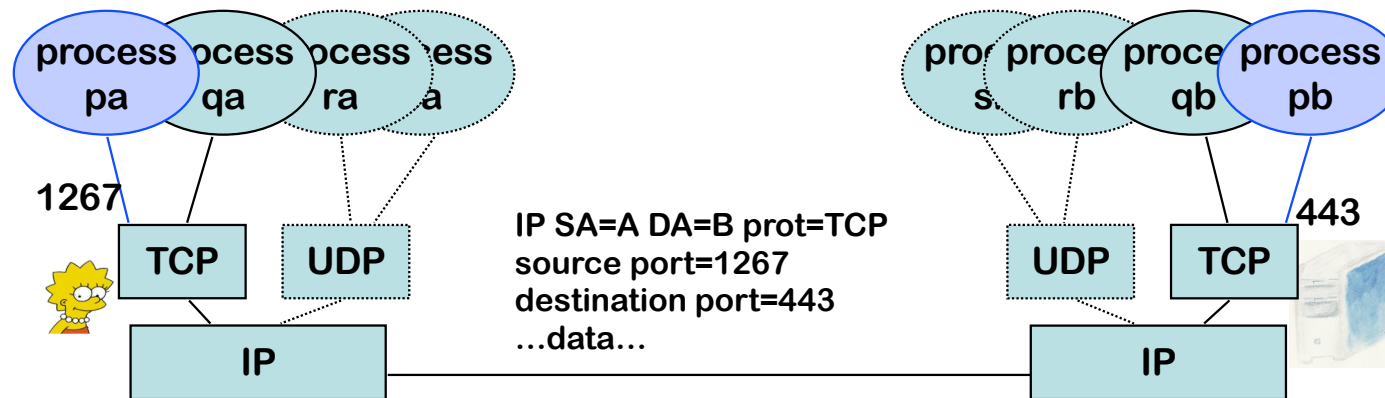 process
pa
ocess
qa
ocess
ra
ess
a
proc
s
proce
rb
proce
qb
process
pb
1267
443
TCP
UDP
IP SA=A DA=B prot=TCP
source port=1267
destination port=443
...data...
UDP
TCP
IP
IP